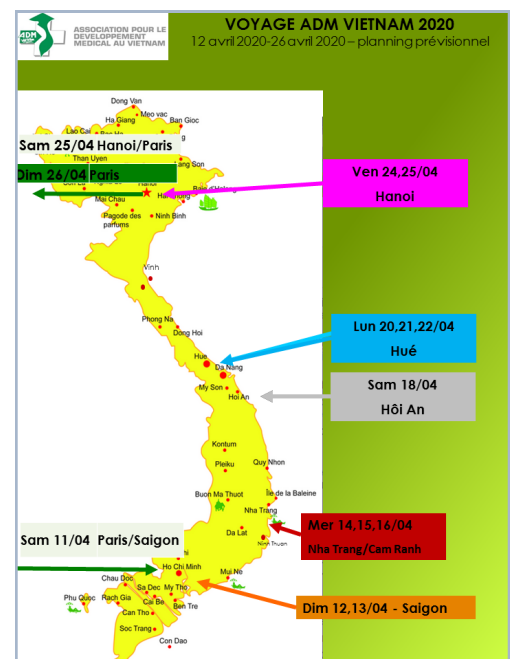 ASSOCIATION POUR LE
DEVELOPPEMENT
MEDICAL AU VIETNAM
ADM
VOYAGE ADM VIETNAM 2020
12 avril 2020-26 avril 2020 – planning prévisionnel
Dong Van
Meo vac
Ha Giang
Ban Gioc
Lao Cai
Sam 25/04 Hanoi/Paris
Than Uyen
Dim 26/04 Paris
Hanoi
Mai Chau
Pagode des
parfums
Ninh Binh
Ven 24,25/04
Hanoi
Vinh
Phong Na
Dong Hoi
Lun 20,21,22/04
Hué
Hue
Da Nang
My Son
Hoi An
Sam 18/04
Hôi An
Kontum
Pleiku
Quy Nhon
Buon Ma Thuot
Ile de la Baleine
Nha Trang
Da Lat
Ninh Thuan
Mer 14,15,16/04
Nha Trang/Cam Ranh
Sam 11/04 Paris/Saigon
Ho Chi Minh
Mui Ne
Chau Doc
Sa Dec
My Tho
Phu Quoc
Rach Gia
Cai Be
Ben Tre
Can Tho
Soc Trang
Con Dao
Dim 12,13/04 - Saigon